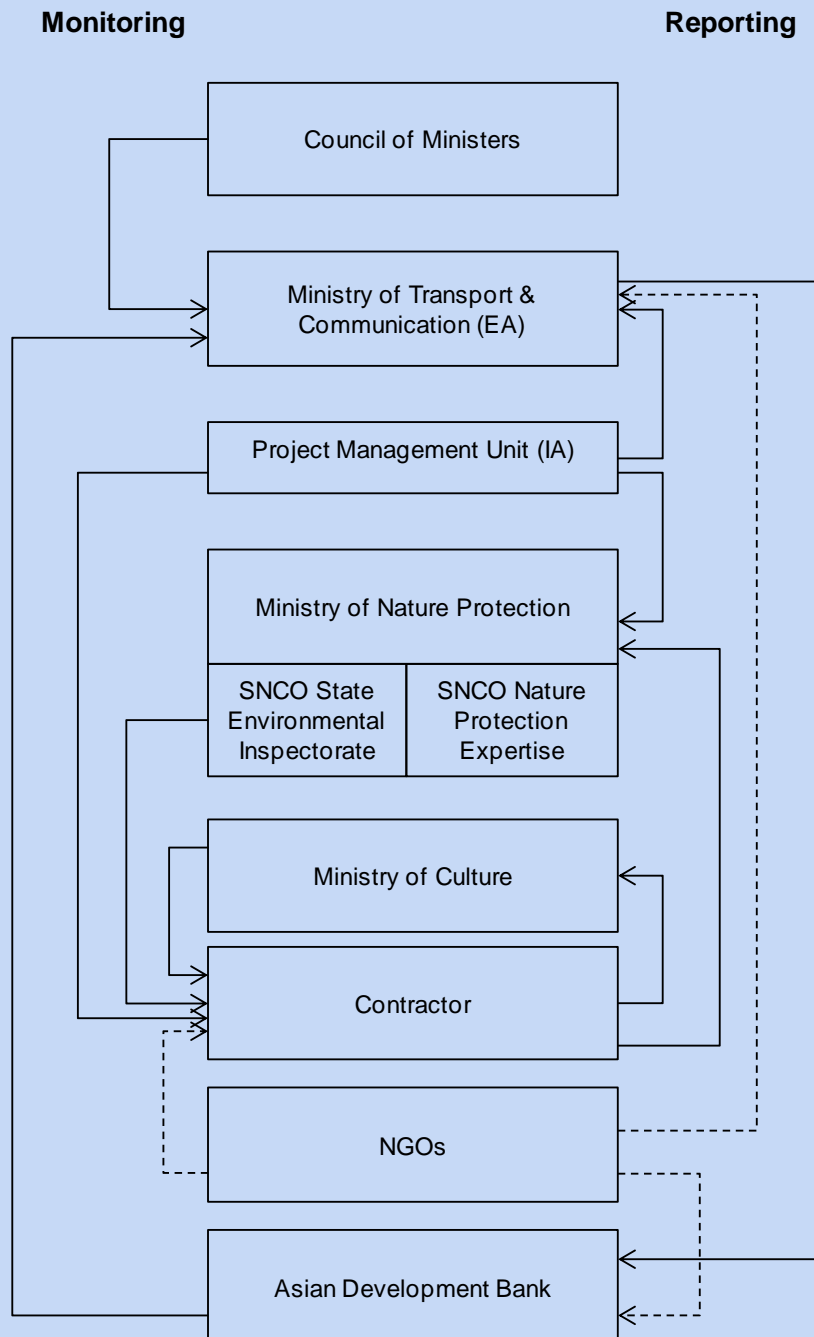 Monitoring
Reporting
Council of Ministers
Ministry of Transport &
Communication (EA)
Project Management Unit (IA)
Ministry of Nature Protection
SNCO State
Environmental
Inspectorate
SNCO Nature
Protection
Expertise
Ministry of Culture
Contractor
NGOs
Asian Development Bank